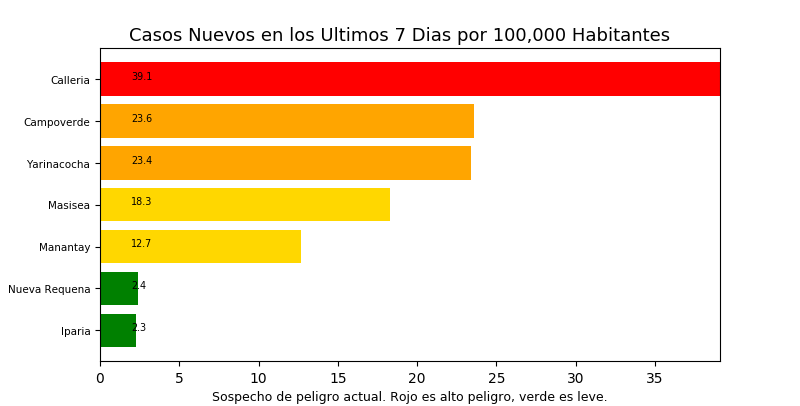 Casos Nuevos en los Ultimos 7 Dias por 100,000 Habitantes
Calleria 39.1
Campoverde 23.6
Yarinacocha 23.4
Masisea 18.3
Manantay 12.7
Nueva Requena 2.4
Iparia 2.3
0 5 10 15 20 25 30 35
Sospecho de peligro actual. Rojo es alto peligro, verde es leve.